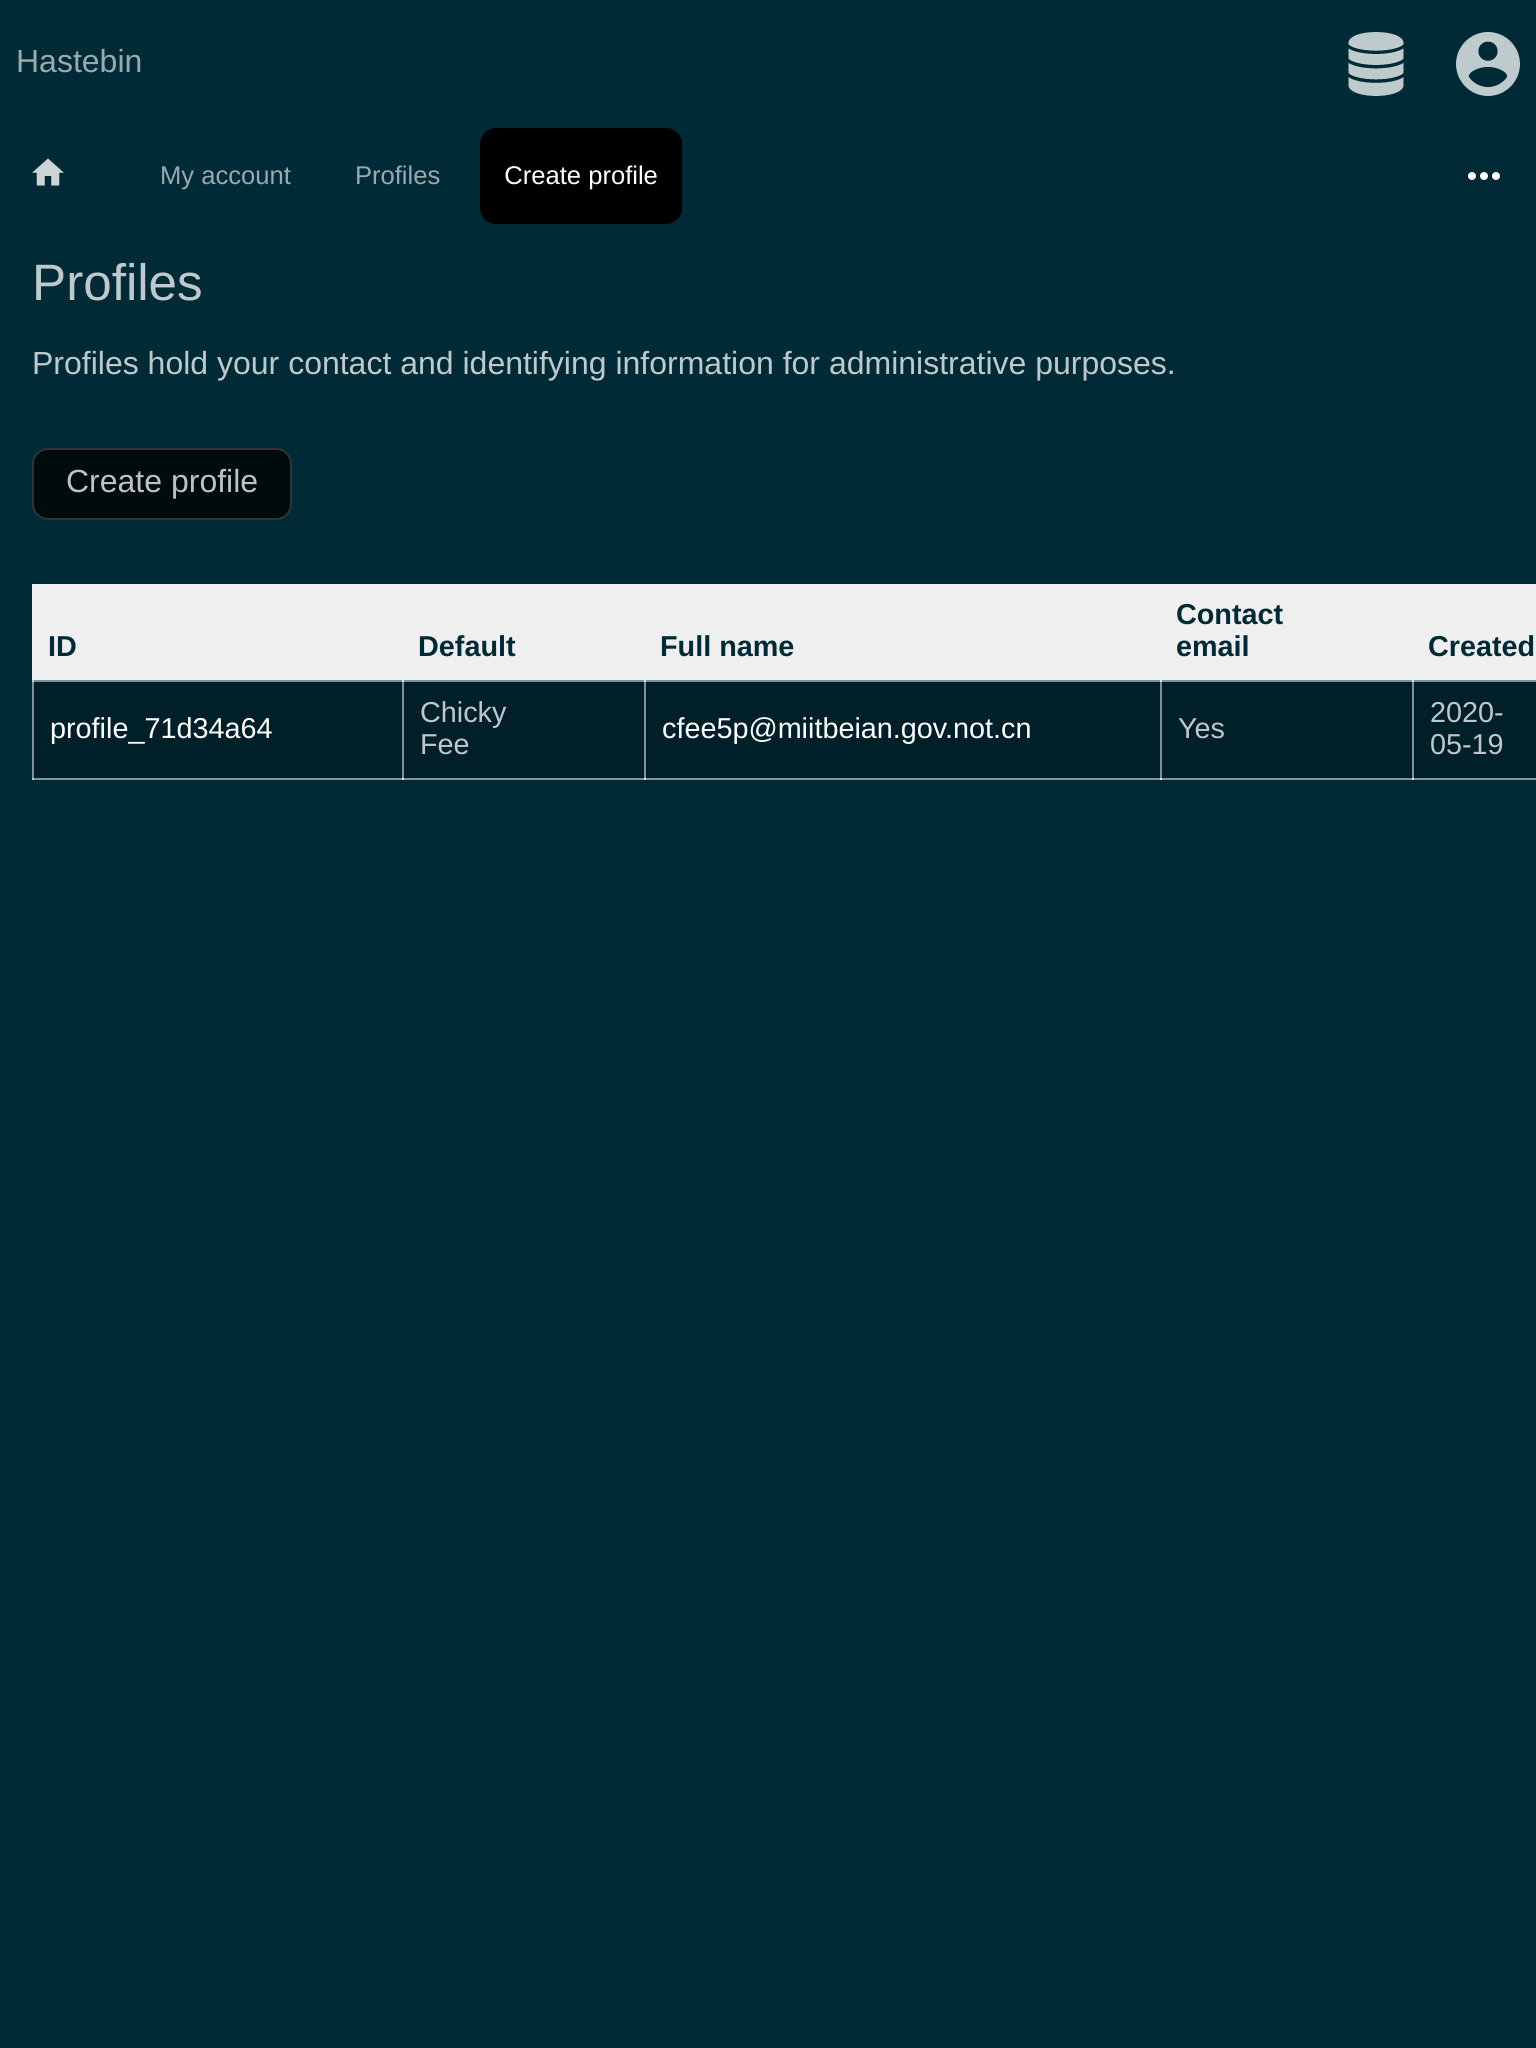 Hastebin
My account Profiles Create profile
Profiles
Profiles hold your contact and identifying information for administrative purposes.
Create profile
ID Default Full name Contact email Created
profile_71d34a64 Chicky Fee cfee5p@miitbeian.gov.not.cn Yes 2020-05-19